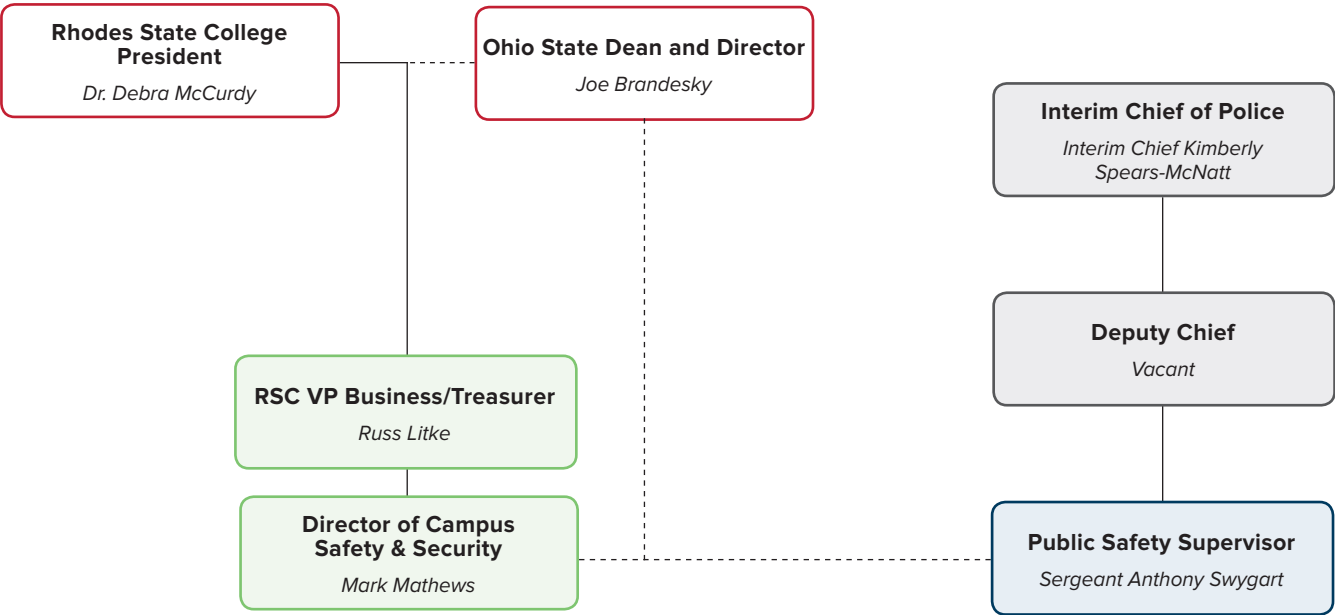 Rhodes State College
President
Dr. Debra McCurdy
Ohio State Dean and Director
Joe Brandesky
Interim Chief of Police
Interim Chief Kimberly
Spears-McNatt
Deputy Chief
Vacant
RSC VP Business/Treasurer
Russ Litke
Director of Campus
Safety & Security
Mark Mathews
Public Safety Supervisor
Sergeant Anthony Swygart